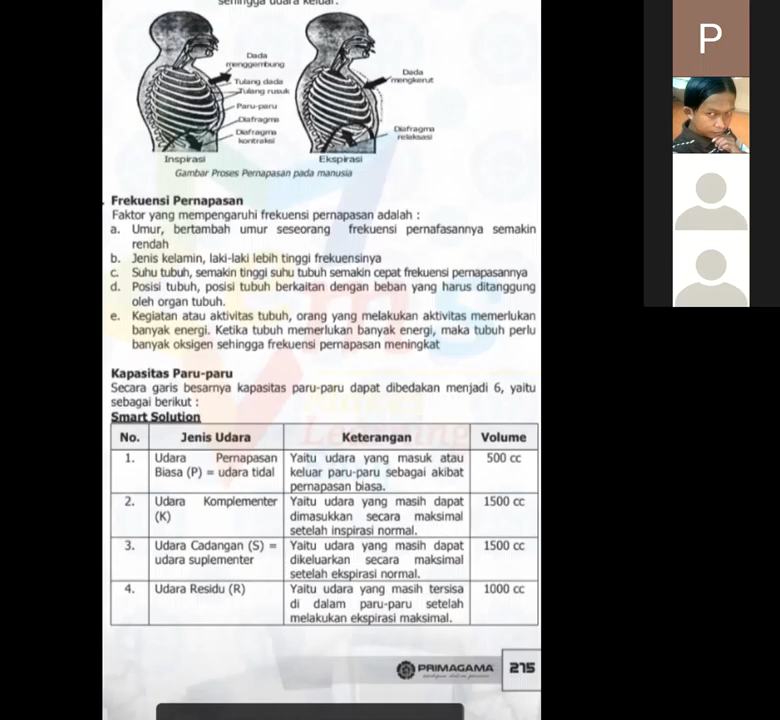 sehingga udara keluar.
Dada
menggembung
Tulang dada
Tulang rusuk
Paru-paru
Diafragma
Diafragma
kontraksi
Inspirasi
Dada
mengkerut
Diafragma
relaksasi
Ekspirasi
Gambar Proses Pernapasan pada manusia
Frekuensi Pernapasan
Faktor yang mempengaruhi frekuensi pernapasan adalah :
a. Umur, bertambah umur seseorang frekuensi pernafasannya semakin
rendah
b. Jenis kelamin, laki-laki lebih tinggi frekuensinya
c. Suhu tubuh, semakin tinggi suhu tubuh semakin cepat frekuensi pernapasannya
d. Posisi tubuh, posisi tubuh berkaitan dengan beban yang harus ditanggung
oleh organ tubuh.
e. Kegiatan atau aktivitas tubuh, orang yang melakukan aktivitas memerlukan
banyak energi. Ketika tubuh memerlukan banyak energi, maka tubuh perlu
banyak oksigen sehingga frekuensi pernapasan meningkat
Kapasitas Paru-paru
Secara garis besarnya kapasitas paru-paru dapat dibedakan menjadi 6, yaitu
sebagai berikut :
Smart Solution
No. Jenis Udara Keterangan Volume
1. Udara Pernapasan Yaitu udara yang masuk atau 500 cc
Biasa (P) = udara tidal keluar paru-paru sebagai akibat
pernapasan biasa.
2. Udara Komplementer Yaitu udara yang masih dapat 1500 cc
(K) dimasukkan secara maksimal
setelah inspirasi normal.
3. Udara Cadangan (S) = Yaitu udara yang masih dapat 1500 cc
udara suplementer dikeluarkan secara maksimal
setelah ekspirasi normal.
4. Udara Residu (R) Yaitu udara yang masih tersisa 1000 cc
di dalam paru-paru setelah
melakukan ekspirasi maksimal.
PRIMAGAMA 215
P